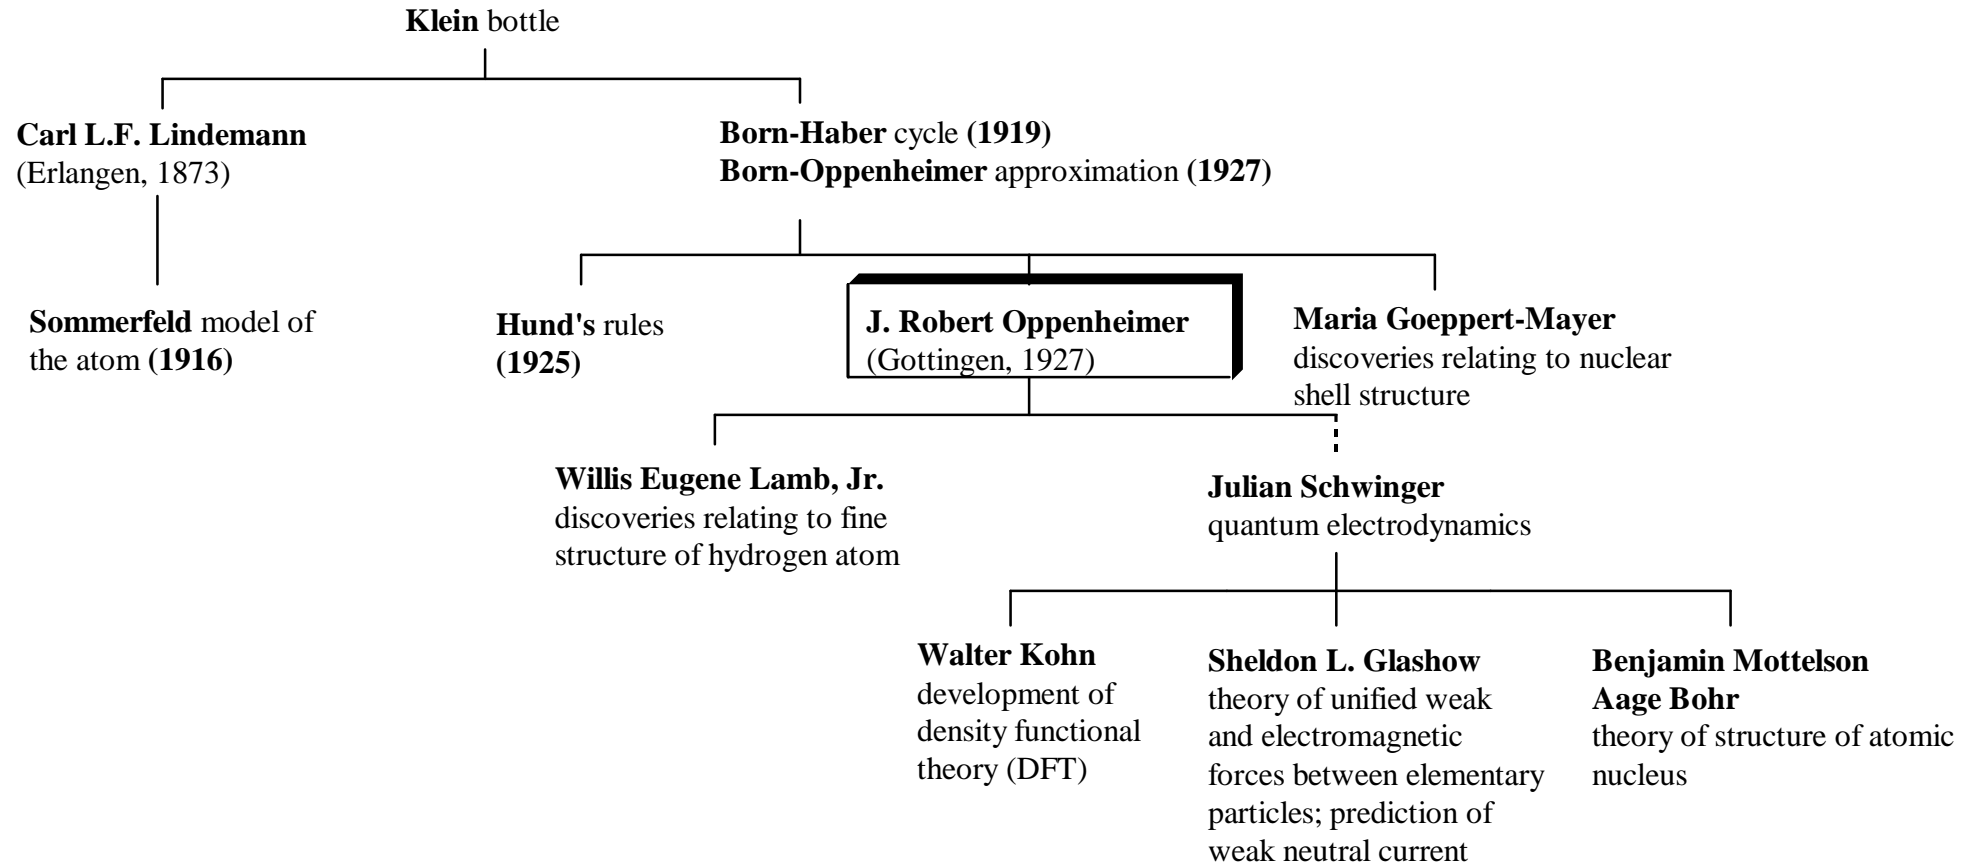 Klein bottle
Carl L.F. Lindemann
(Erlangen, 1873)
Born-Haber cycle (1919)
Born-Oppenheimer approximation (1927)
Sommerfeld model of
the atom (1916)
Hund's rules
(1925)
J. Robert Oppenheimer
(Gottingen, 1927)
Maria Goeppert-Mayer
discoveries relating to nuclear
shell structure
Willis Eugene Lamb, Jr.
discoveries relating to fine
structure of hydrogen atom
Julian Schwinger
quantum electrodynamics
Walter Kohn
development of
density functional
theory (DFT)
Sheldon L. Glashow
theory of unified weak
and electromagnetic
forces between elementary
particles; prediction of
weak neutral current
Benjamin Mottelson
Aage Bohr
theory of structure of atomic
nucleus